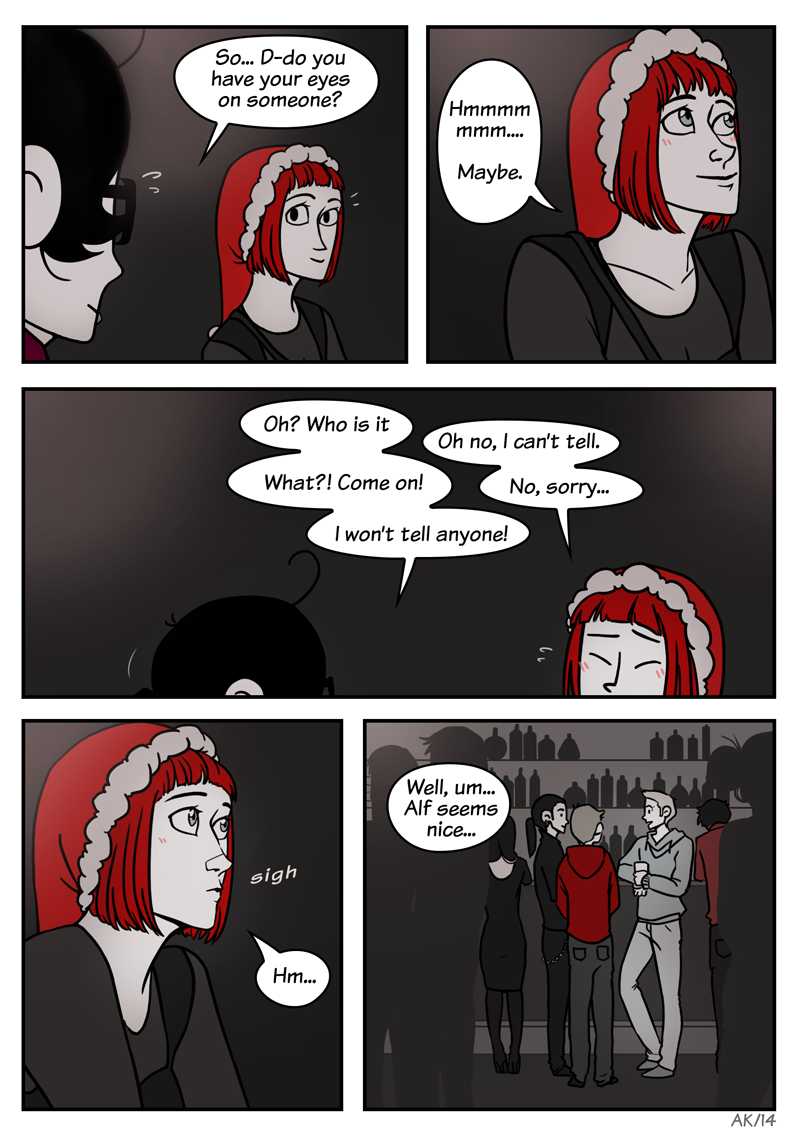 So... D-do you
have your eyes
on someone?
Hmmmm
mmm....
Maybe.
Oh? Who is it
Oh no, I can't tell.
What?! Come on!
No, sorry...
I won't tell anyone!
sigh
Hm...
Well, um...
Alf seems
nice...
AK/14